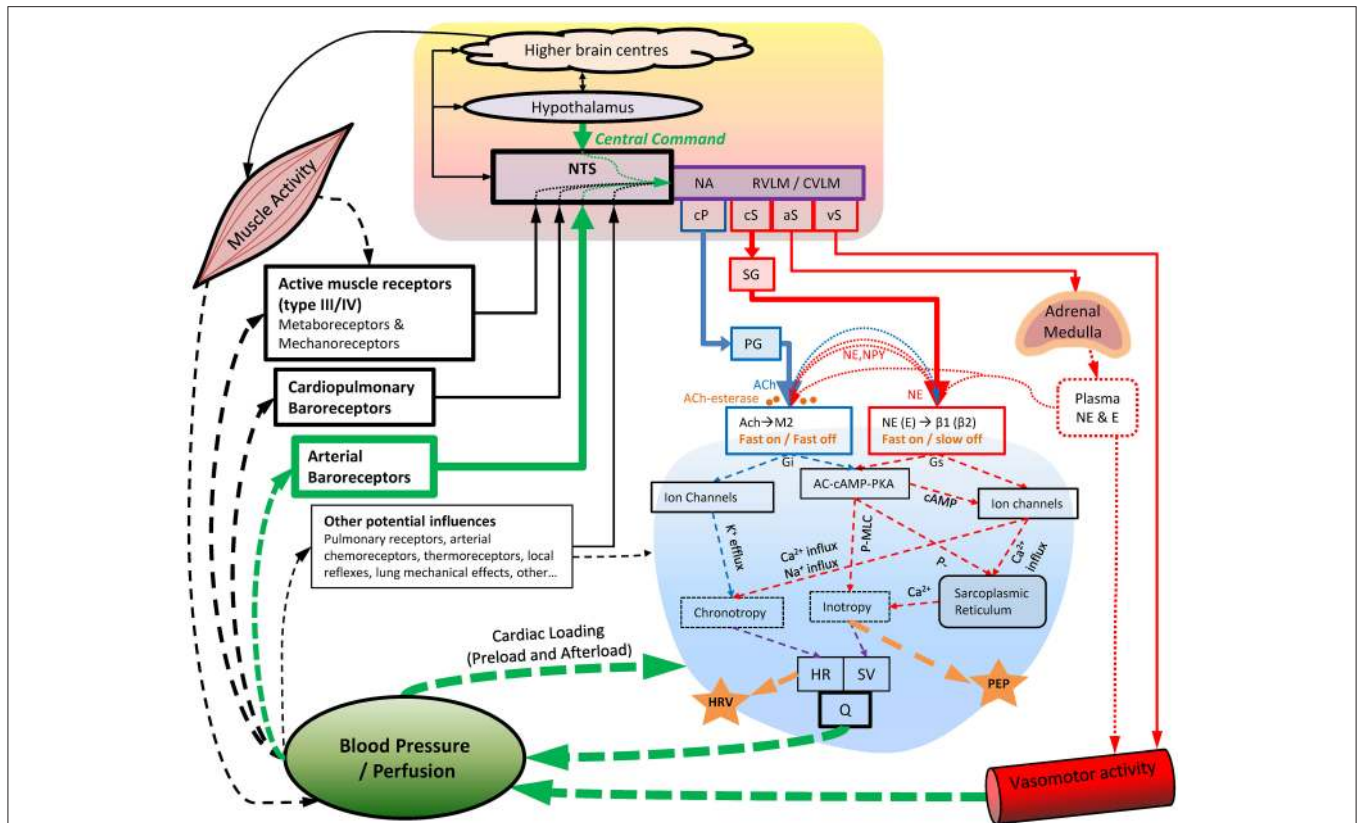 Higher brain centres
Hypothalamus
Central Command
NTS
NA
RVLM / CVLM
cP
cS
aS
vS
Muscle Activity
SG
Active muscle receptors
(type III/IV)
Metaboreceptors &
Mechanoreceptors
Adrenal
Medulla
PG
NE,NPY
Cardiopulmonary
Baroreceptors
ACh
ACh-esterase
NE
Plasma
NE & E
Ach→M2
Fast on / Fast off
NE (E) → β1 (β2)
Fast on / slow off
Arterial
Baroreceptors
Gi
Gs
Ion Channels
AC-cAMP-PKA
cAMP
Ion channels
Other potential influences
Pulmonary receptors, arterial
chemoreceptors, thermoreceptors, local
reflexes, lung mechanical effects, other...
K⁺ efflux
P-MLC
Ca²⁺ influx
Na⁺ influx
P-
Ca²⁺
influx
Chronotropy
Inotropy
Ca²⁺
Sarcoplasmic
Reticulum
Cardiac Loading
(Preload and Afterload)
HR
SV
HRV
PEP
Q
Blood Pressure
/ Perfusion
Vasomotor activity